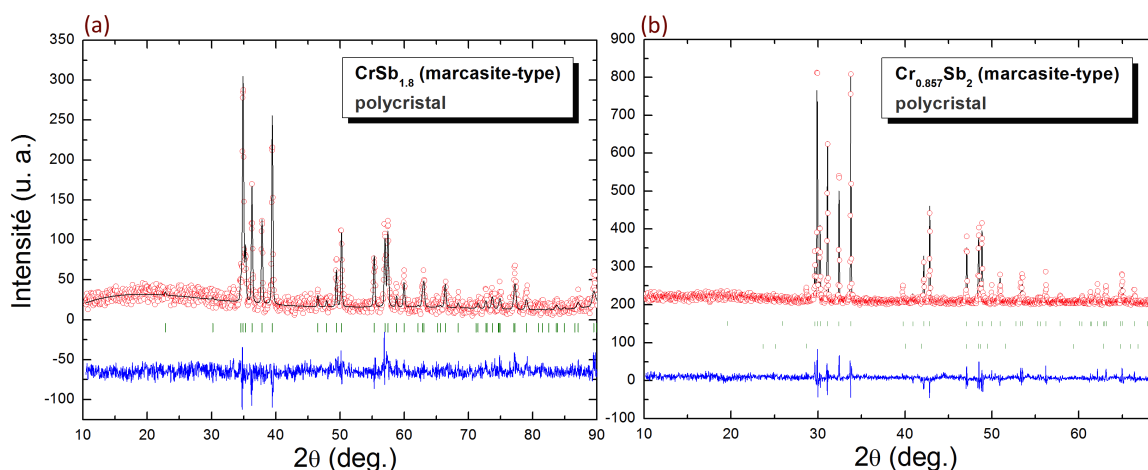 (a)
CrSb1.8 (marcasite-type)
polycristal
Intensité (u. a.)
350
300
250
200
150
100
50
0
-50
-100
10 20 30 40 50 60 70 80 90
2θ (deg.)
(b)
Cr0.857Sb2 (marcasite-type)
polycristal
900
800
700
600
500
400
300
200
100
0
-100
10 20 30 40 50 60
2θ (deg.)